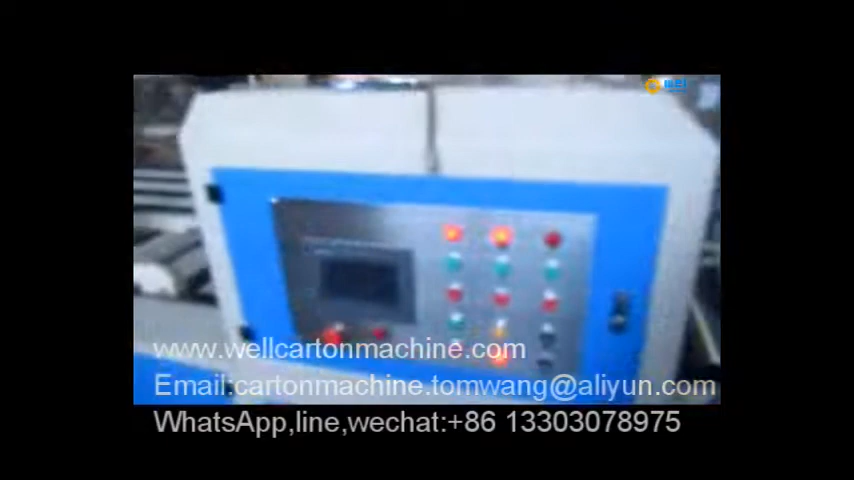 www.wellcartonmachine.com
Email:cartonmachine.tomwang@aliyun.com
WhatsApp,line,wechat:+86 13303078975